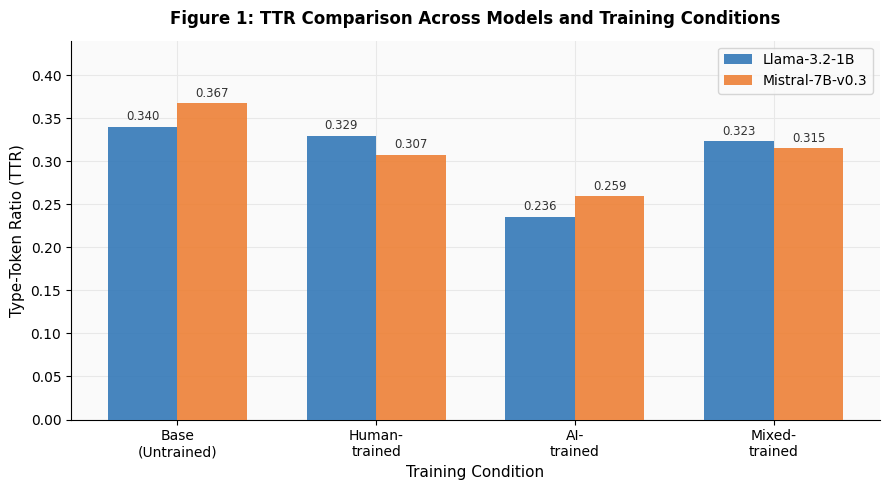 Figure 1: TTR Comparison Across Models and Training Conditions
Llama-3.2-1B
Mistral-7B-v0.3
Type-Token Ratio (TTR)
0.40
0.35
0.30
0.25
0.20
0.15
0.10
0.05
0.00
0.340
0.367
0.329
0.307
0.236
0.259
0.323
0.315
Base
(Untrained)
Human-
trained
AI-
trained
Mixed-
trained
Training Condition